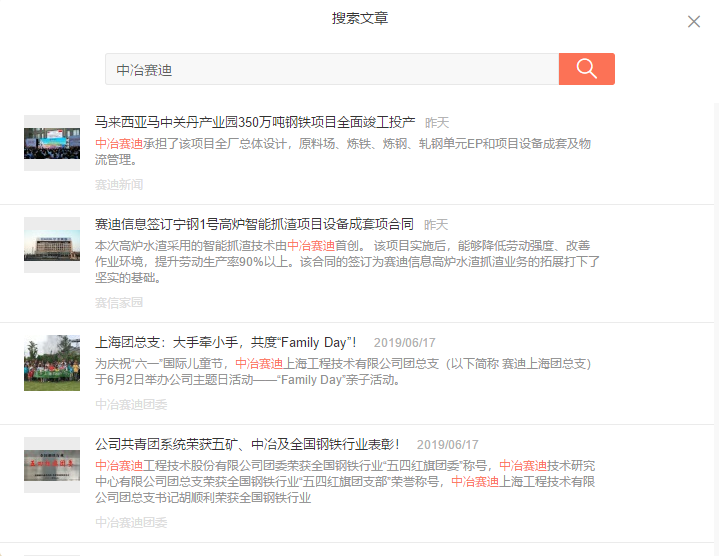 搜索文章
中冶赛迪
马来西亚马中关丹产业园350万吨钢铁项目全面竣工投产 昨天
中冶赛迪承担了该项目全厂总体设计，原料场、炼铁、炼钢、轧钢单元EP和项目设备成套及物
流管理。
赛迪新闻
赛迪信息签订宁钢1号高炉智能抓渣项目设备成套项合同 昨天
本次高炉水渣采用的智能抓渣技术由中冶赛迪首创。 该项目实施后，能够降低劳动强度、改善
作业环境，提升劳动生产率90%以上。该合同的签订为赛迪信息高炉水渣抓渣业务的拓展打下了
坚实的基础。
赛信家园
上海团总支：大手牵小手，共度“Family Day”！ 2019/06/17
为庆祝“六一”国际儿童节，中冶赛迪上海工程技术有限公司团总支（以下简称 赛迪上海团总支）
于6月2日举办公司主题日活动——“Family Day”亲子活动。
中冶赛迪团委
公司共青团系统荣获五矿、中冶及全国钢铁行业表彰！ 2019/06/17
中冶赛迪工程技术股份有限公司团委荣获全国钢铁行业“五四红旗团委”称号，中冶赛迪技术研究
中心有限公司团总支荣获全国钢铁行业“五四红旗团支部”荣誉称号，中冶赛迪上海工程技术有限
公司团总支书记胡顺利荣获全国钢铁行业
中冶赛迪团委